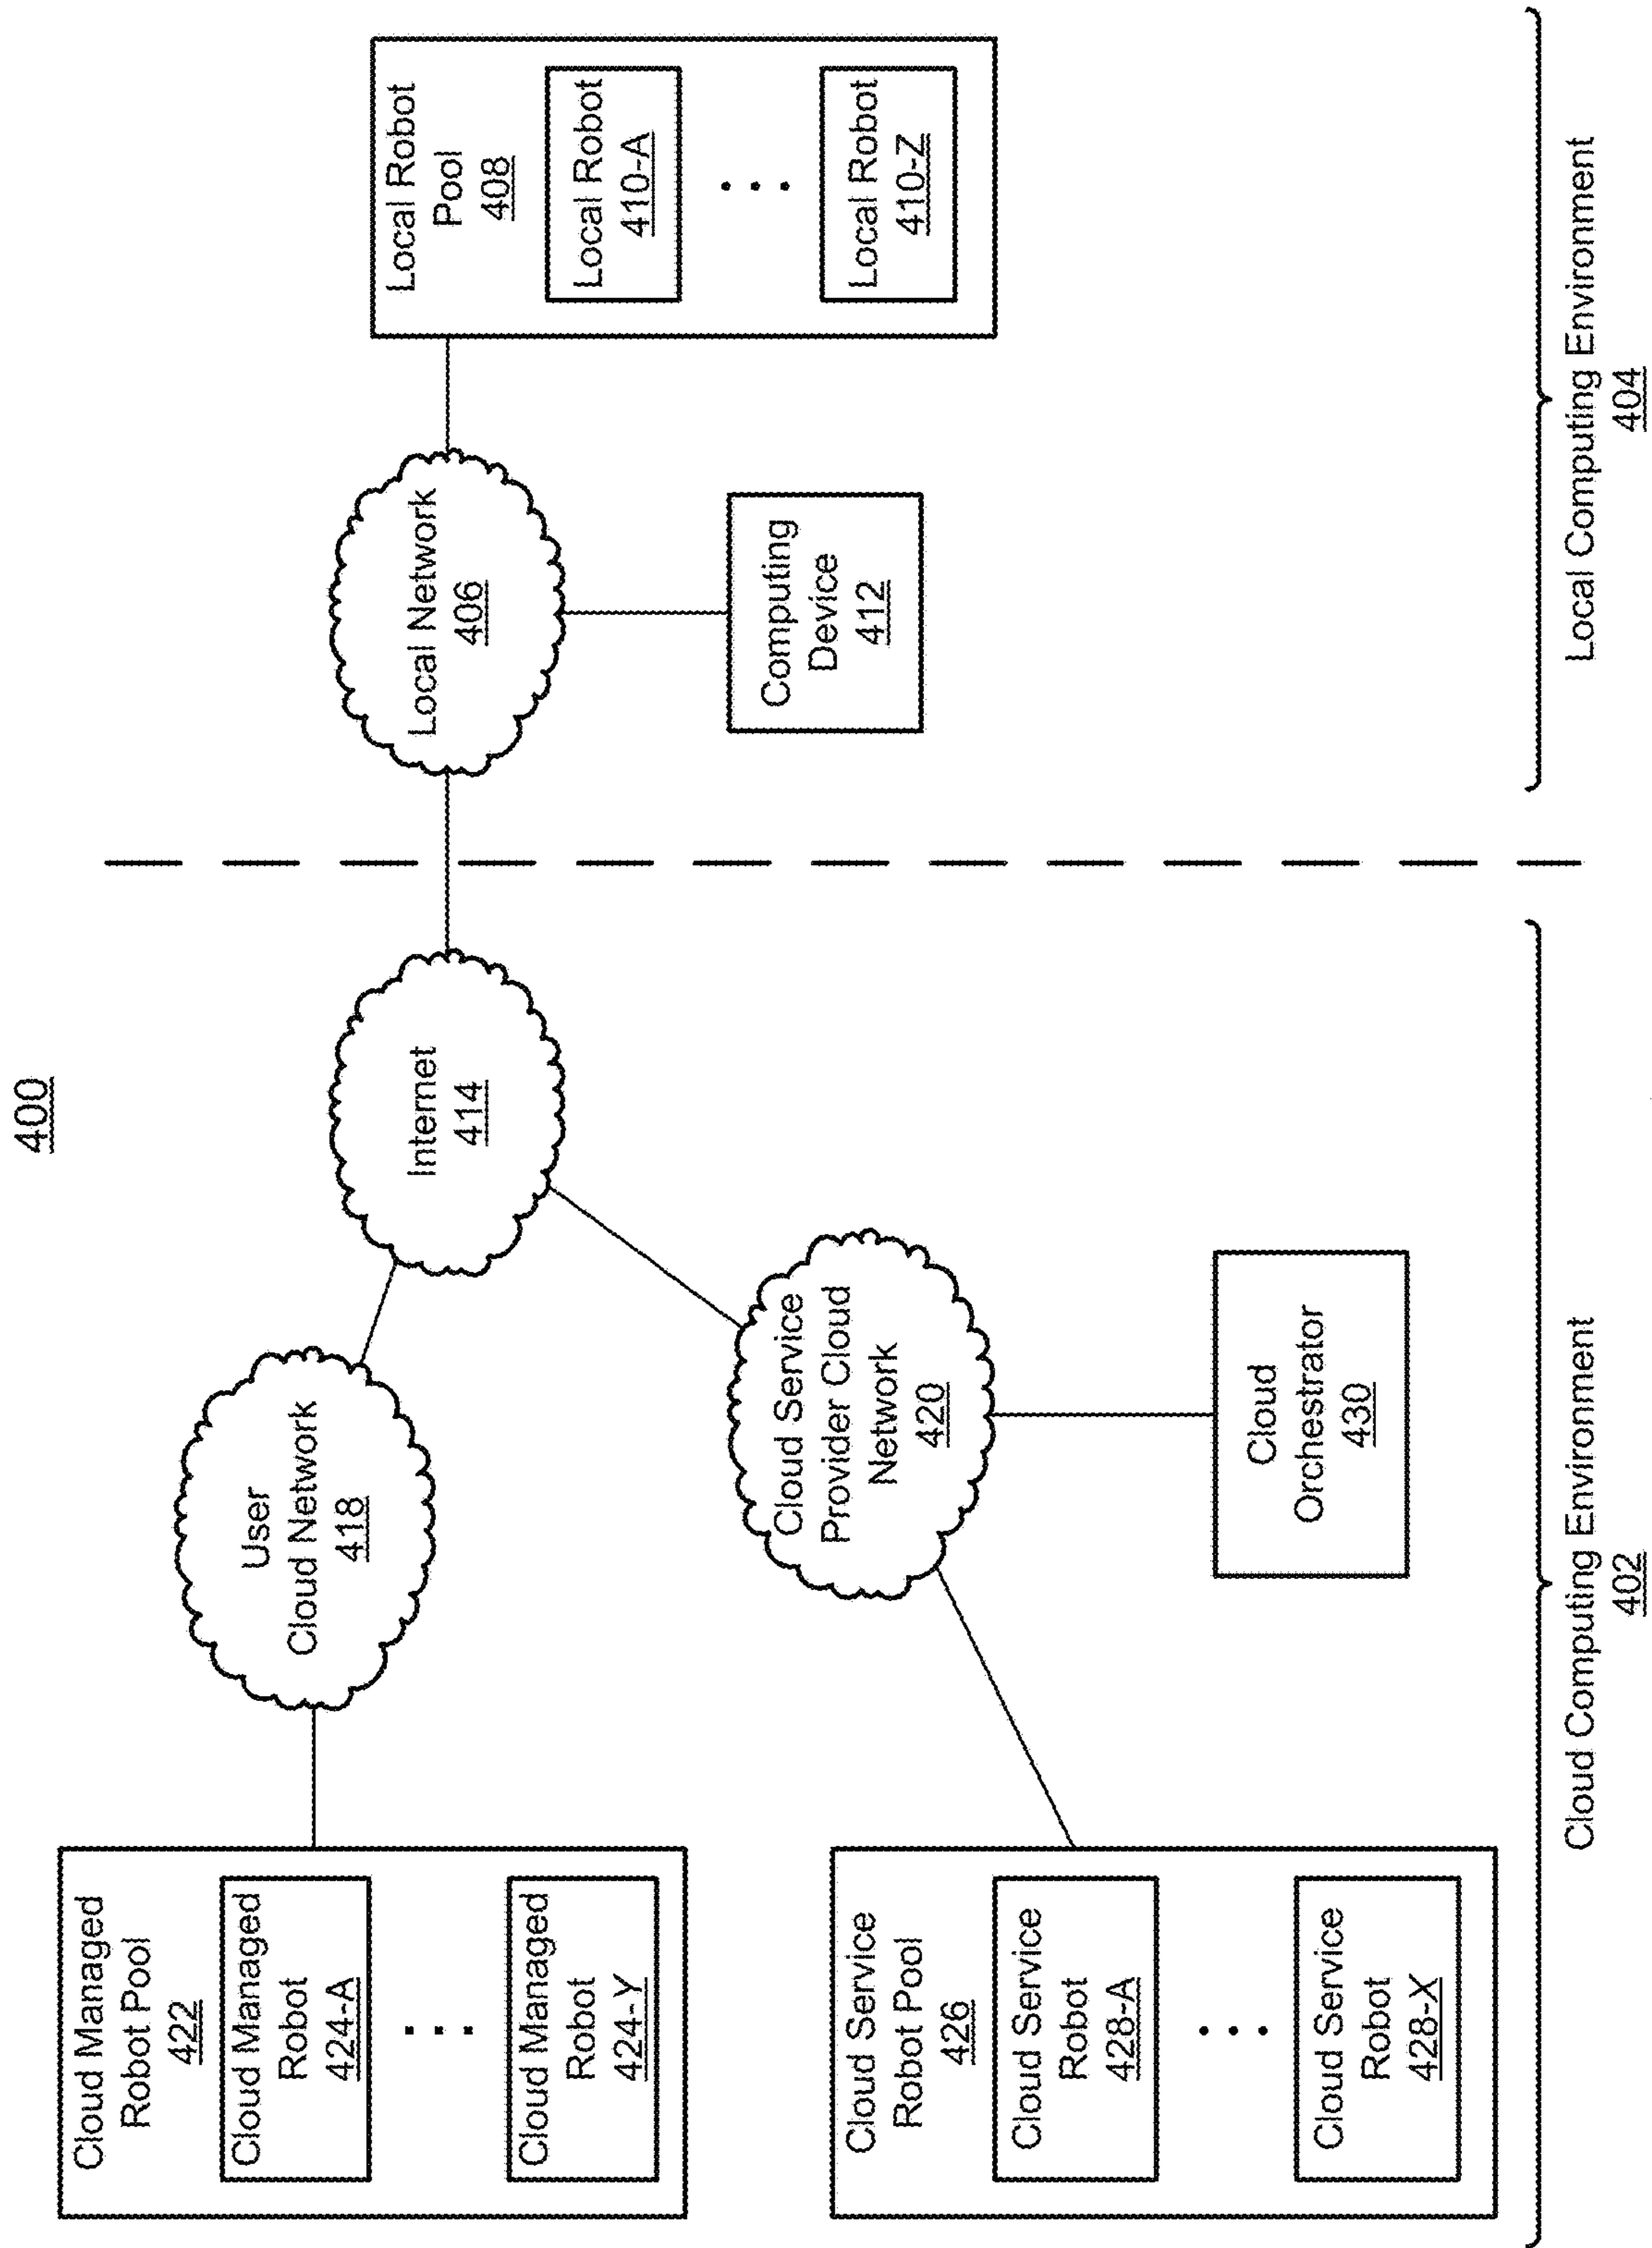 400
Cloud Managed
Robot Pool
422
Cloud Managed
Robot
424-A
Cloud Managed
Robot
424-Y
User
Cloud Network
418
Internet
414
Local Network
406
Local Robot
Pool
408
Local Robot
410-A
Local Robot
410-Z
Computing
Device
412
Cloud Service
Provider Cloud
Network
420
Cloud Service
Robot Pool
426
Cloud Service
Robot
428-A
Cloud Service
Robot
428-X
Cloud
Orchestrator
430
Cloud Computing Environment
402
Local Computing Environment
404